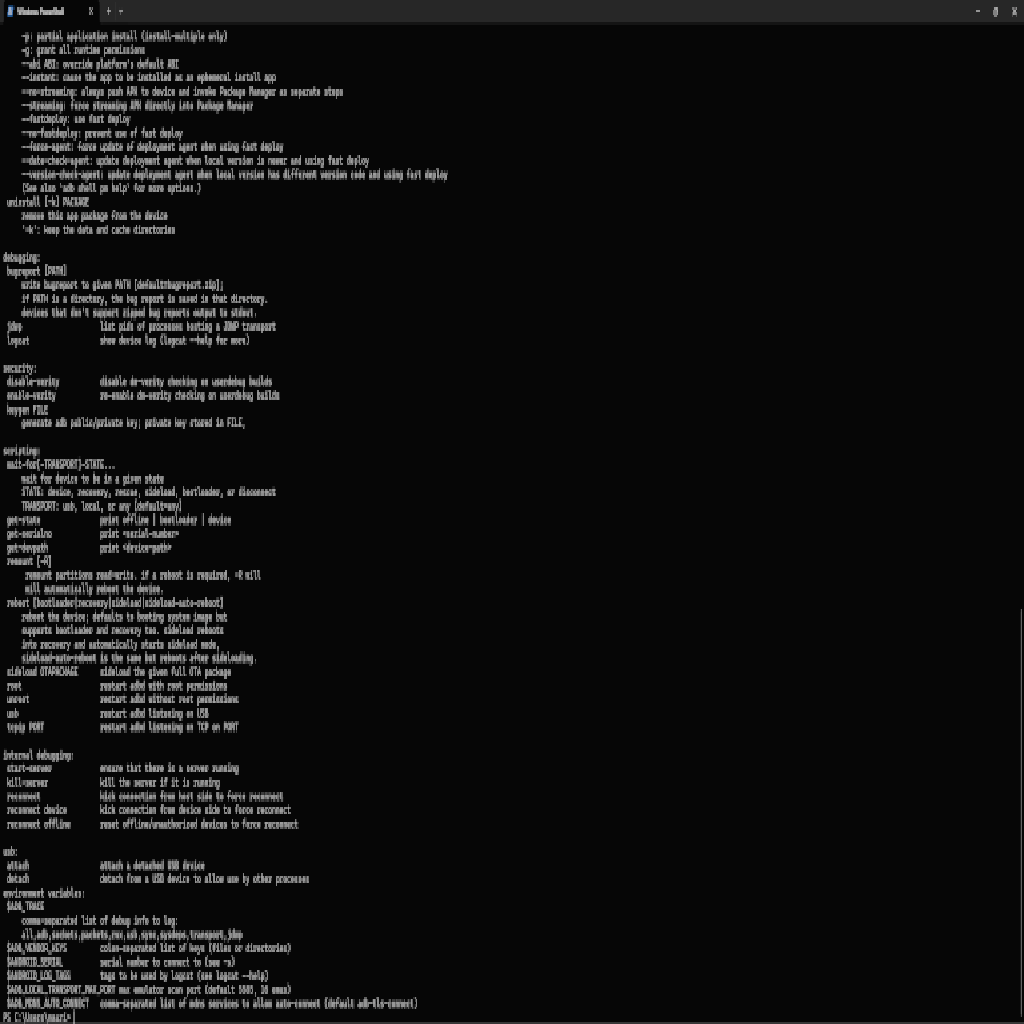 Windows PowerShell
-p: partial application install (install-multiple only)
-g: grant all runtime permissions
--abi ABI: override platform's default ABI
--instant: cause the app to be installed as an ephemeral install app
--no-streaming: always push APK to device and invoke Package Manager as separate steps
--streaming: force streaming APK directly into Package Manager
--fastdeploy: use fast deploy
--no-fastdeploy: prevent use of fast deploy
--force-agent: force update of deployment agent when using fast deploy
--date-check-agent: update deployment agent when local version is newer and using fast deploy
--version-check-agent: update deployment agent when local version has different version code and using fast deploy
(See also `adb shell pm help` for more options.)
uninstall [-k] PACKAGE
remove this app package from the device
'-k': keep the data and cache directories
debugging:
bugreport [PATH]
write bugreport to given PATH [default=bugreport.zip];
if PATH is a directory, the bug report is saved in that directory.
devices that don't support zipped bug reports output to stdout.
jdwp list pids of processes hosting a JDWP transport
logcat show device log (logcat --help for more)
security:
disable-verity disable dm-verity checking on userdebug builds
enable-verity re-enable dm-verity checking on userdebug builds
keygen FILE
generate adb public/private key; private key stored in FILE,
scripting:
wait-for[-TRANSPORT]-STATE...
wait for device to be in a given state
STATE: device, recovery, rescue, sideload, bootloader, or disconnect
TRANSPORT: usb, local, or any [default=any]
get-state print offline | bootloader | device
get-serialno print <serial-number>
get-devpath print <device-path>
remount [-R]
remount partitions read-write. if a reboot is required, -R will
will automatically reboot the device.
reboot [bootloader|recovery|sideload|sideload-auto-reboot]
reboot the device; defaults to booting system image but
supports bootloader and recovery too. sideload reboots
into recovery and automatically starts sideload mode,
sideload-auto-reboot is the same but reboots after sideloading.
sideload OTAPACKAGE sideload the given full OTA package
root restart adbd with root permissions
unroot restart adbd without root permissions
usb restart adbd listening on USB
tcpip PORT restart adbd listening on TCP on PORT
internal debugging:
start-server ensure that there is a server running
kill-server kill the server if it is running
reconnect kick connection from host side to force reconnect
reconnect device kick connection from device side to force reconnect
reconnect offline reset offline/unauthorized devices to force reconnect
usb:
attach attach a detached USB device
detach detach from a USB device to allow use by other processes
environment variables:
$ADB_TRACE
comma-separated list of debug info to log:
all,adb,sockets,packets,rwx,usb,sync,sysdeps,transport,jdwp
$ADB_VENDOR_KEYS colon-separated list of keys (files or directories)
$ANDROID_SERIAL serial number to connect to (see -s)
$ANDROID_LOG_TAGS tags to be used by logcat (see logcat --help)
$ADB_LOCAL_TRANSPORT_MAX_PORT max emulator scan port (default 5585, 16 emus)
$ADB_MDNS_AUTO_CONNECT comma-separated list of mdns services to allow auto-connect (default adb-tls-connect)
PS C:\Users\mauri>